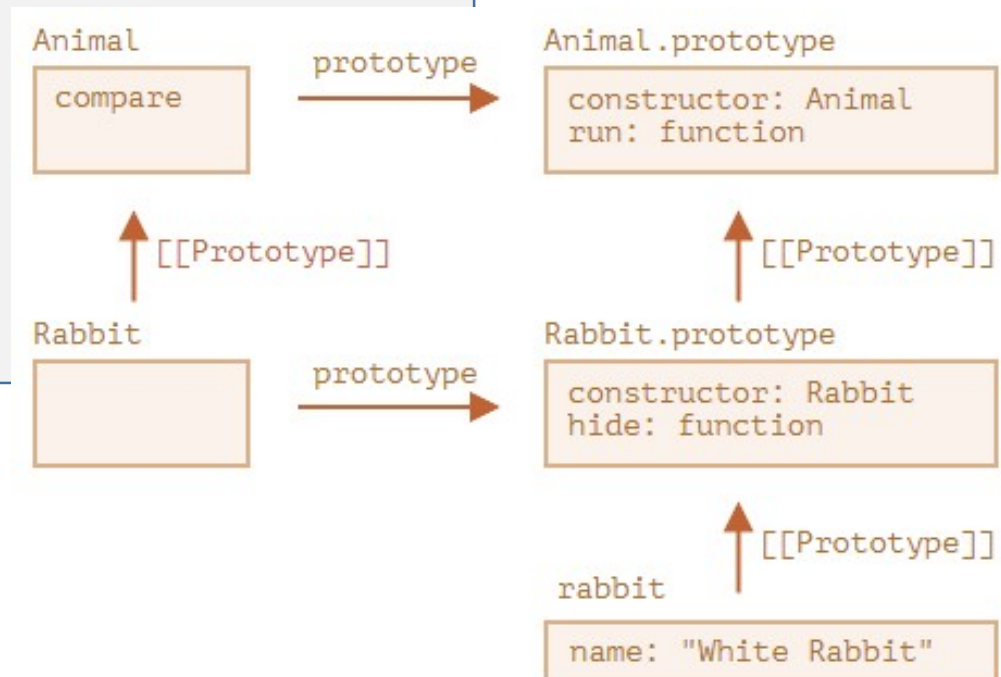 Animal
prototype
Animal.prototype
compare
constructor: Animal
run: function
[[Prototype]]
[[Prototype]]
Rabbit
prototype
Rabbit.prototype
constructor: Rabbit
hide: function
[[Prototype]]
rabbit
name: "White Rabbit"